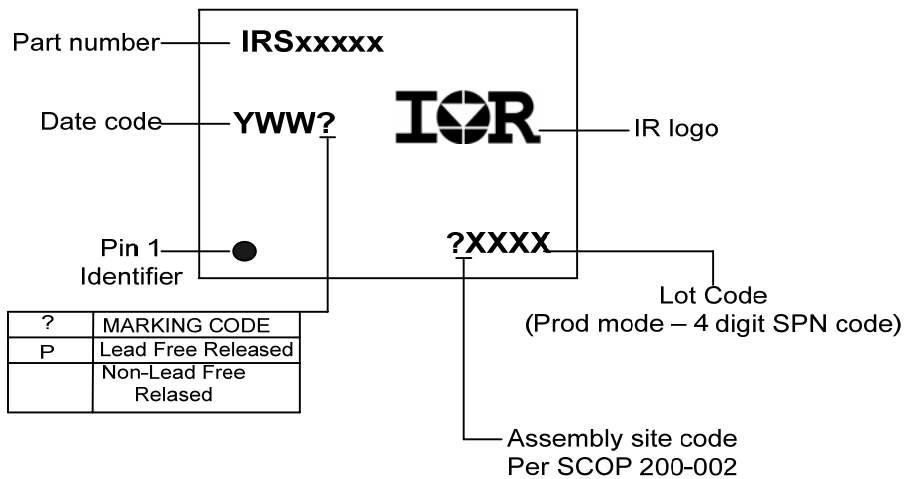 Part number
IRSxxxxx
Date code
YWW?
IOR
IR logo
Pin 1
Identifier
?XXXX
Lot Code
(Prod mode – 4 digit SPN code)
? MARKING CODE
P Lead Free Released
Non-Lead Free
Relased
Assembly site code
Per SCOP 200-002